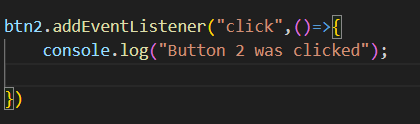 btn2.addEventListener("click",()=>{
    console.log("Button 2 was clicked");
})